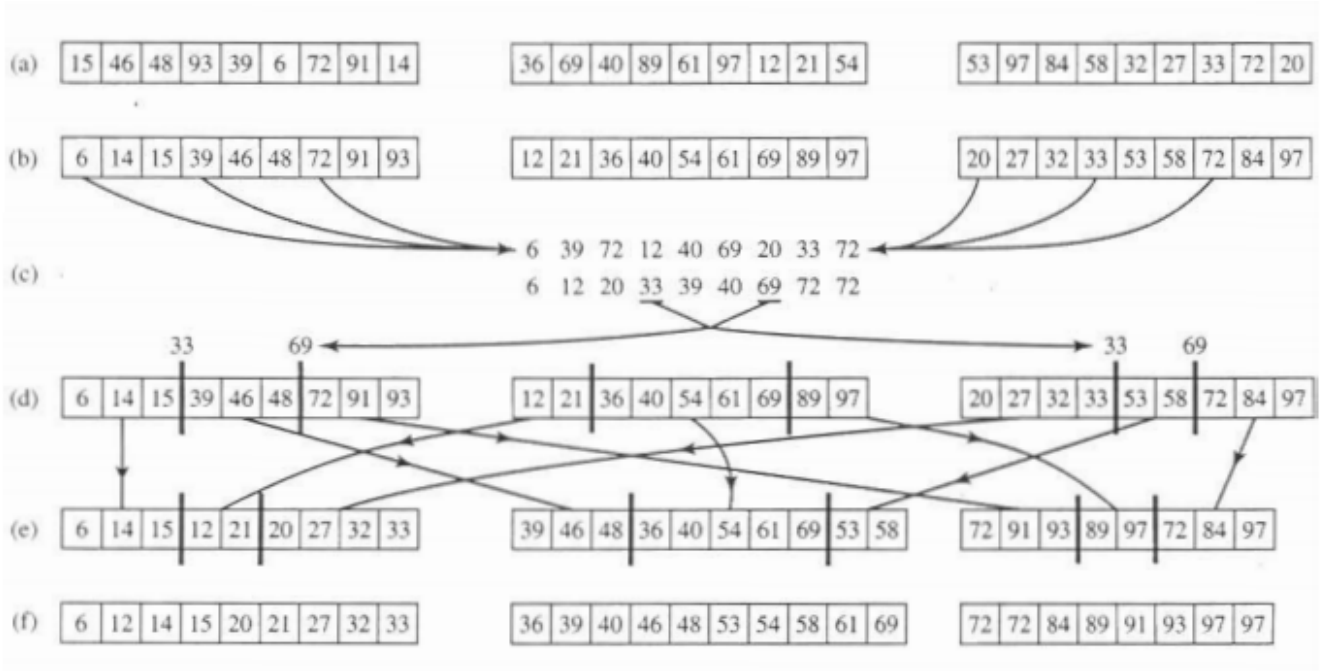 (a) 15 46 48 93 39 6 72 91 14 36 69 40 89 61 97 12 21 54 53 97 84 58 32 27 33 72 20
(b) 6 14 15 39 46 48 72 91 93 12 21 36 40 54 61 69 89 97 20 27 32 33 53 58 72 84 97
6 39 72 12 40 69 20 33 72
(c)
6 12 20 33 39 40 69 72 72
33 69 33 69
(d) 6 14 15 39 46 48 72 91 93 12 21 36 40 54 61 69 89 97 20 27 32 33 53 58 72 84 97
(e) 6 14 15 12 21 20 27 32 33 39 46 48 36 40 54 61 69 53 58 72 91 93 89 97 72 84 97
(f) 6 12 14 15 20 21 27 32 33 36 39 40 46 48 53 54 58 61 69 72 72 84 89 91 93 97 97